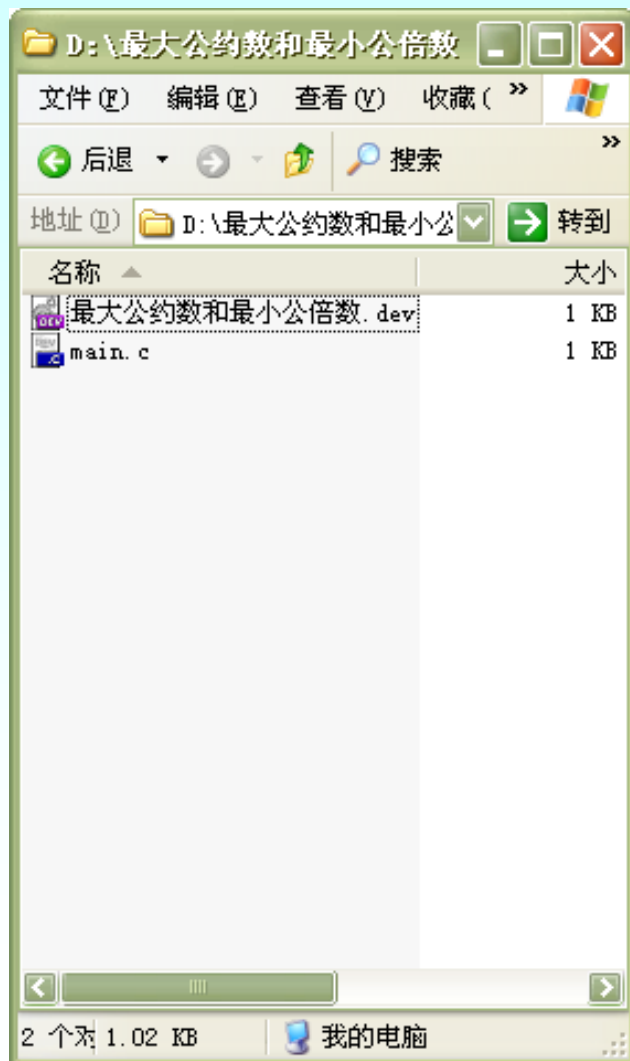 D:\最大公约数和最小公倍数
文件(F) 编辑(E) 查看(V) 收藏( »
后退 搜索 »
地址(D) D:\最大公约数和最小公 转到
名称 大小
最大公约数和最小公倍数.dev 1 KB
main.c 1 KB
2 个对 1.02 KB 我的电脑